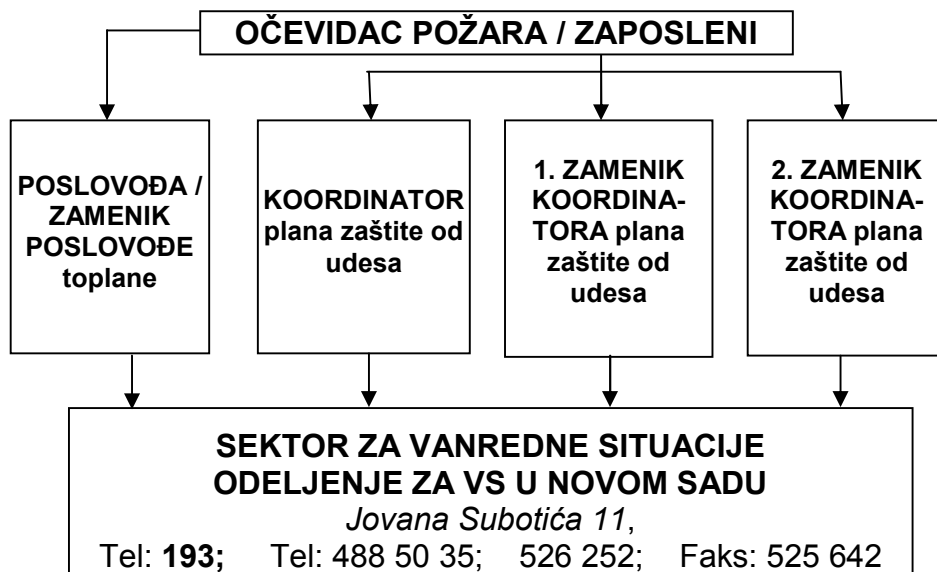 OČEVIDAC POŽARA / ZAPOSLENI
POSLOVOĐA /
ZAMENIK
POSLOVOĐE
toplane
KOORDINATOR
plana zaštite od
udesa
1. ZAMENIK
KOORDINA-
TORA plana
zaštite od
udesa
2. ZAMENIK
KOORDINA-
TORA plana
zaštite od
udesa
SEKTOR ZA VANREDNE SITUACIJE
ODELJENJE ZA VS U NOVOM SADU
Jovana Subotića 11,
Tel: 193; Tel: 488 50 35; 526 252; Faks: 525 642